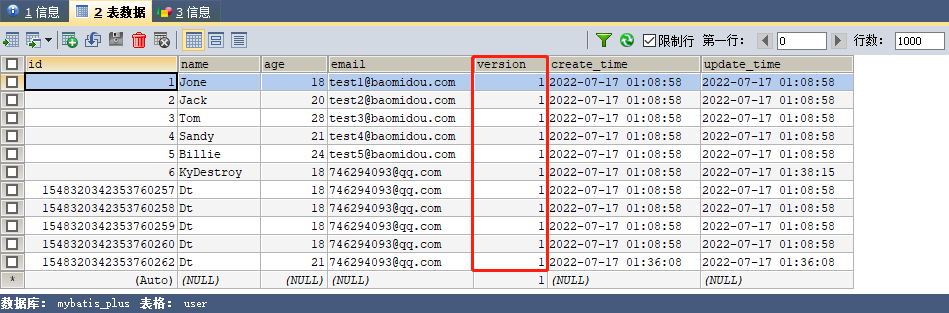 1 信息 2 表数据 3 信息
限制行 第一行: 0 行数: 1000
id name age email version create_time update_time
1 Jone 18 test1@baomidou.com 1 2022-07-17 01:08:58 2022-07-17 01:08:58
2 Jack 20 test2@baomidou.com 1 2022-07-17 01:08:58 2022-07-17 01:08:58
3 Tom 28 test3@baomidou.com 1 2022-07-17 01:08:58 2022-07-17 01:08:58
4 Sandy 21 test4@baomidou.com 1 2022-07-17 01:08:58 2022-07-17 01:08:58
5 Billie 24 test5@baomidou.com 1 2022-07-17 01:08:58 2022-07-17 01:08:58
6 KyDestroy 18 746294093@qq.com 1 2022-07-17 01:08:58 2022-07-17 01:38:15
1548320342353760257 Dt 18 746294093@qq.com 1 2022-07-17 01:08:58 2022-07-17 01:08:58
1548320342353760258 Dt 18 746294093@qq.com 1 2022-07-17 01:08:58 2022-07-17 01:08:58
1548320342353760259 Dt 18 746294093@qq.com 1 2022-07-17 01:08:58 2022-07-17 01:08:58
1548320342353760260 Dt 18 746294093@qq.com 1 2022-07-17 01:08:58 2022-07-17 01:08:58
1548320342353760262 Dt 21 746294093@qq.com 1 2022-07-17 01:36:08 2022-07-17 01:36:08
* (Auto) (NULL) (NULL) (NULL) 1 (NULL) (NULL)
数据库: mybatis_plus 表格: user